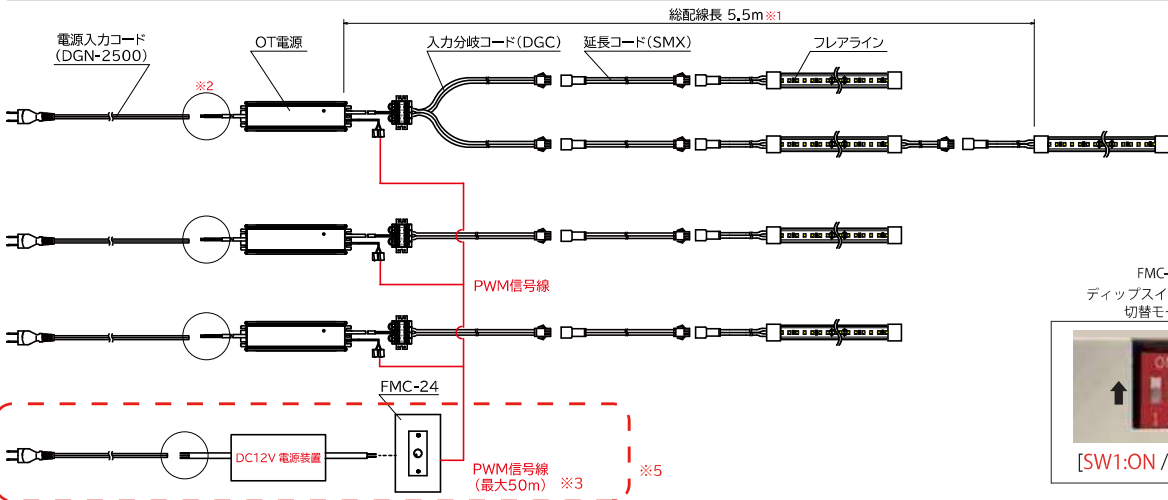 総配線長 5.5m※1
電源入力コード
(DGN-2500)
OT電源
入力分岐コード(DGC)
延長コード(SMX)
フレアライン
※2
PWM信号線
FMC-
ディップスイ
切替モー
FMC-24
DC12V 電源装置
PWM信号線
(最大50m) ※3
※5
[SW1:ON /